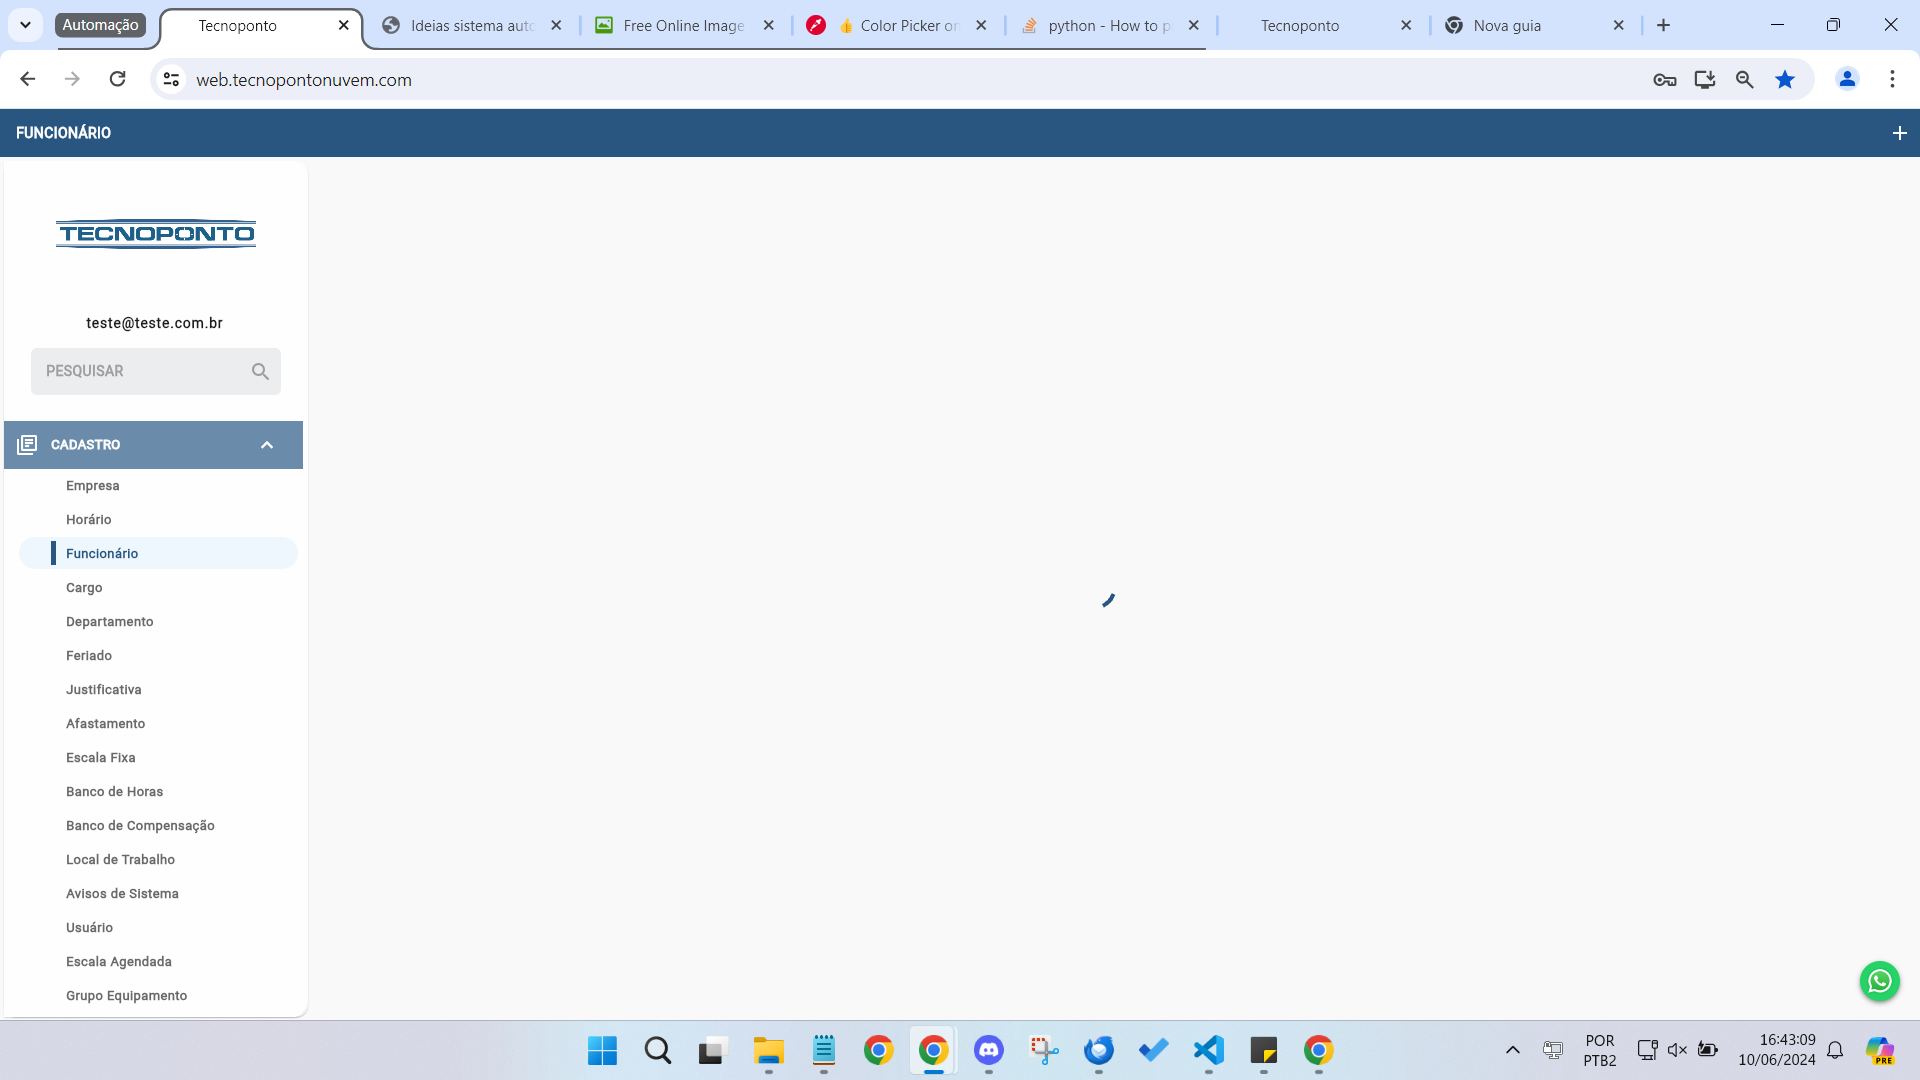 Automação
Tecnoponto
Ideias sistema auto
Free Online Image
Color Picker on
python - How to p
Tecnoponto
Nova guia
web.tecnopontonuvem.com
FUNCIONÁRIO
TECNOPONTO
teste@teste.com.br
PESQUISAR
CADASTRO
Empresa
Horário
Funcionário
Cargo
Departamento
Feriado
Justificativa
Afastamento
Escala Fixa
Banco de Horas
Banco de Compensação
Local de Trabalho
Avisos de Sistema
Usuário
Escala Agendada
Grupo Equipamento
POR
PTB2
16:43:09
10/06/2024
PRE